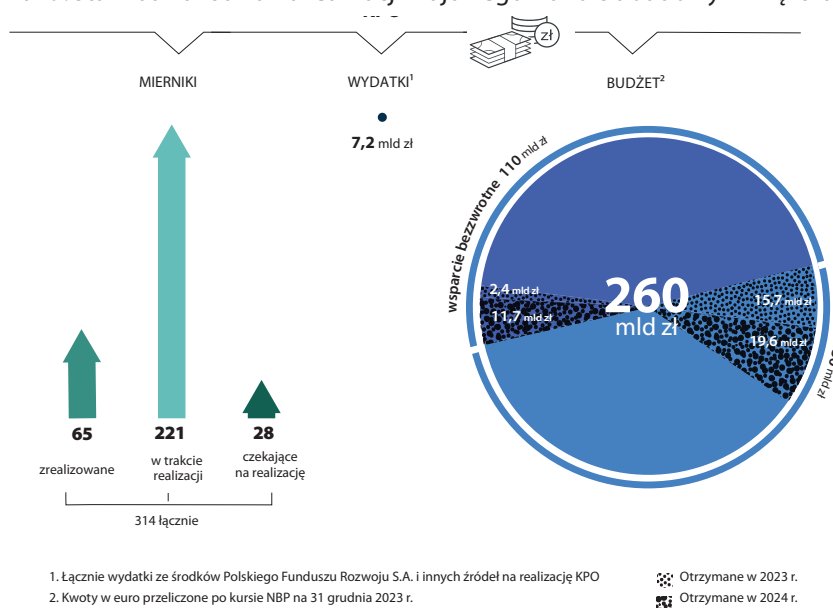 zł
MIERNIKI
WYDATKI¹
BUDŻET²
7,2 mld zł
wsparcie bezzwrotne 110 mld zł
2,4 mld zł
11,7 mld zł
260
mld zł
15,7 mld zł
19,6 mld zł
mld zł
65
221
28
zrealizowane
w trakcie
realizacji
czekające
na realizację
314 łącznie
1. Łącznie wydatki ze środków Polskiego Funduszu Rozwoju S.A. i innych źródeł na realizację KPO
2. Kwoty w euro przeliczone po kursie NBP na 31 grudnia 2023 r.
Otrzymane w 2023 r.
Otrzymane w 2024 r.